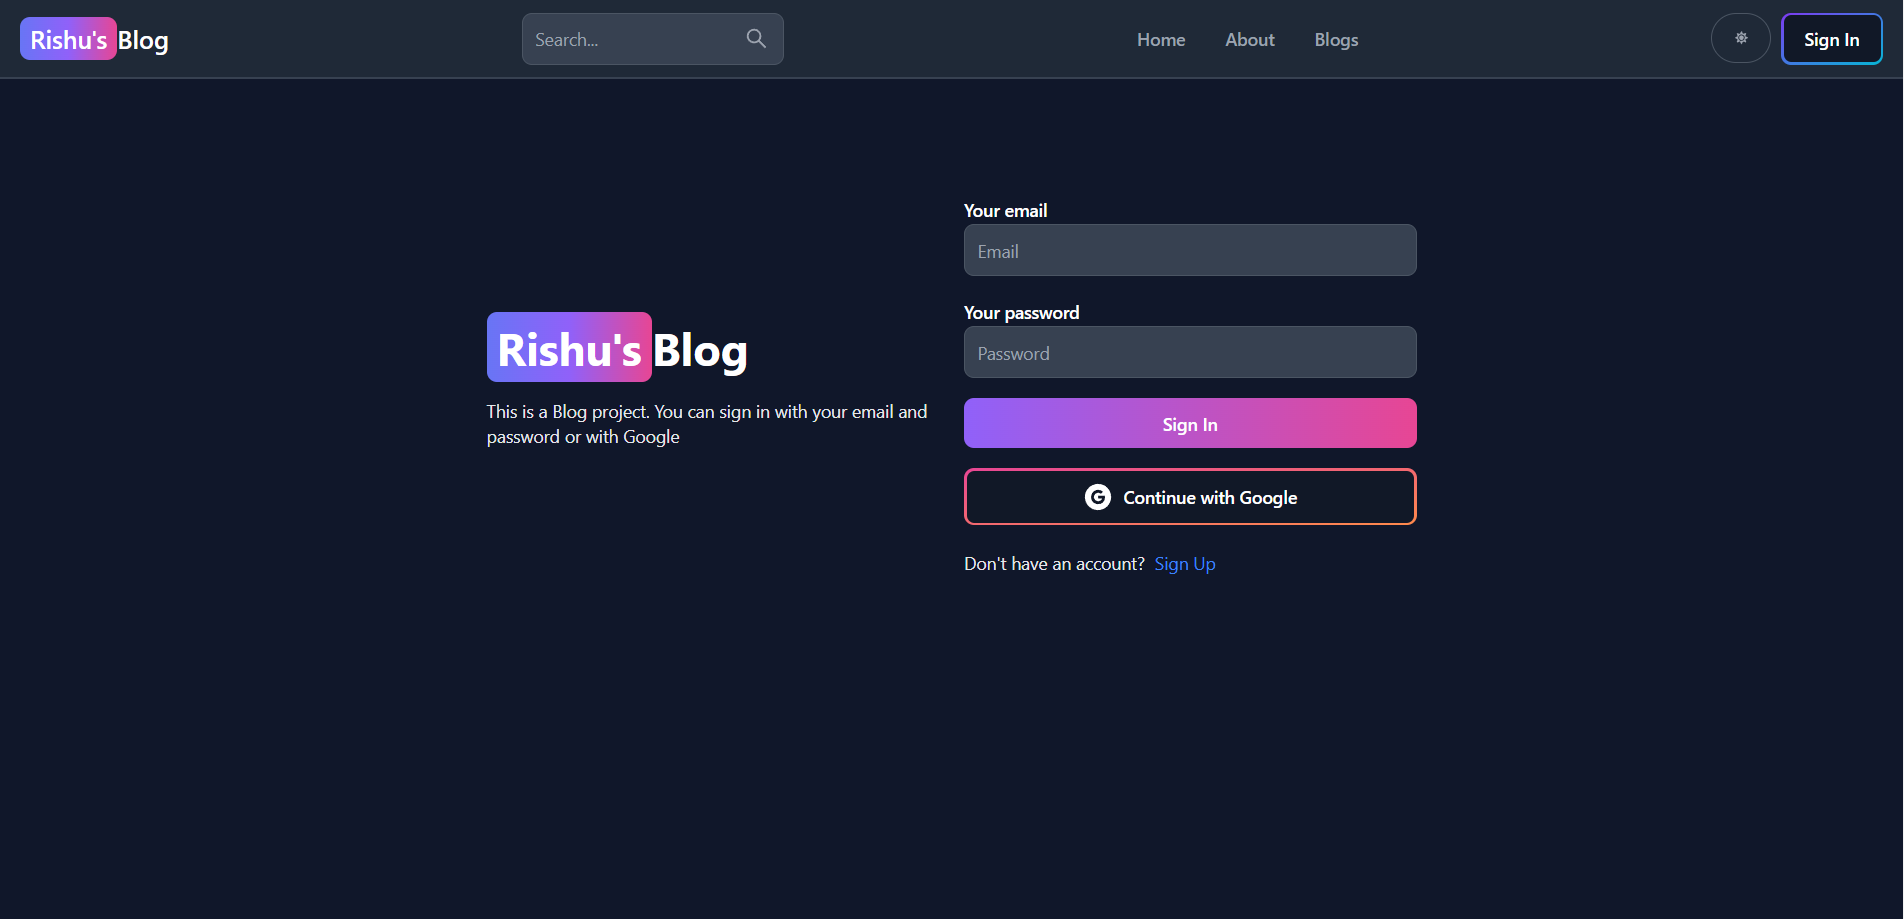 Rishu's Blog
Search...
Home
About
Blogs
Sign In
Rishu's Blog
This is a Blog project. You can sign in with your email and
password or with Google
Your email
Email
Your password
Password
Sign In
G Continue with Google
Don't have an account? Sign Up